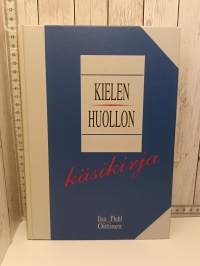 KIELEN
HUOLLON
käsikirja
Iisa
Oittinen
Piehl